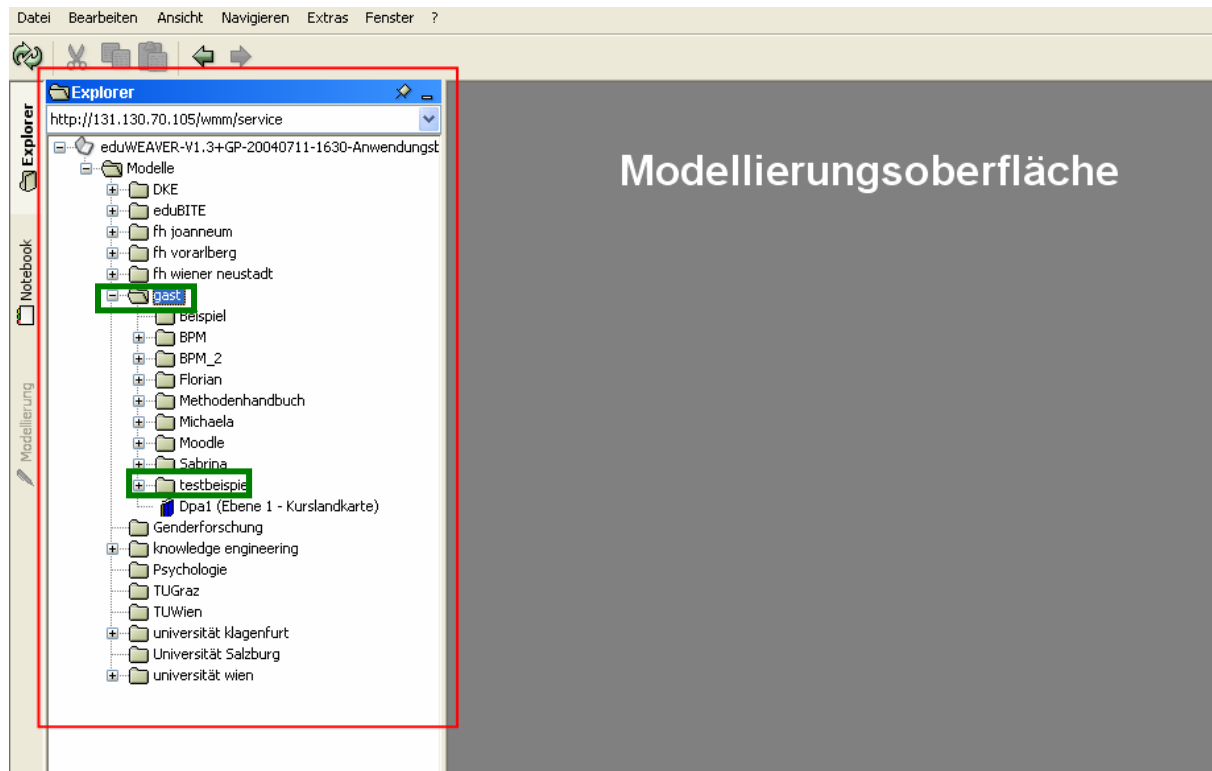 Datei Bearbeiten Ansicht Navigieren Extras Fenster ?
Explorer
http://131.130.70.105/wmm/service
eduWEAVER-V1.3+GP-20040711-1630-Anwendungst
Modelle
DKE
eduBITE
fh joanneum
fh vorarlberg
fh wiener neustadt
gast
Beispiel
BPM
BPM_2
Florian
Methodenhandbuch
Michaela
Moodle
Sabrina
testbeispie
Dpa1 (Ebene 1 - Kurslandkarte)
Genderforschung
knowledge engineering
Psychologie
TUGraz
TUWien
universität klagenfurt
Universität Salzburg
universität wien
Explorer
Notebook
Modellierung
Modellierungsoberfläche